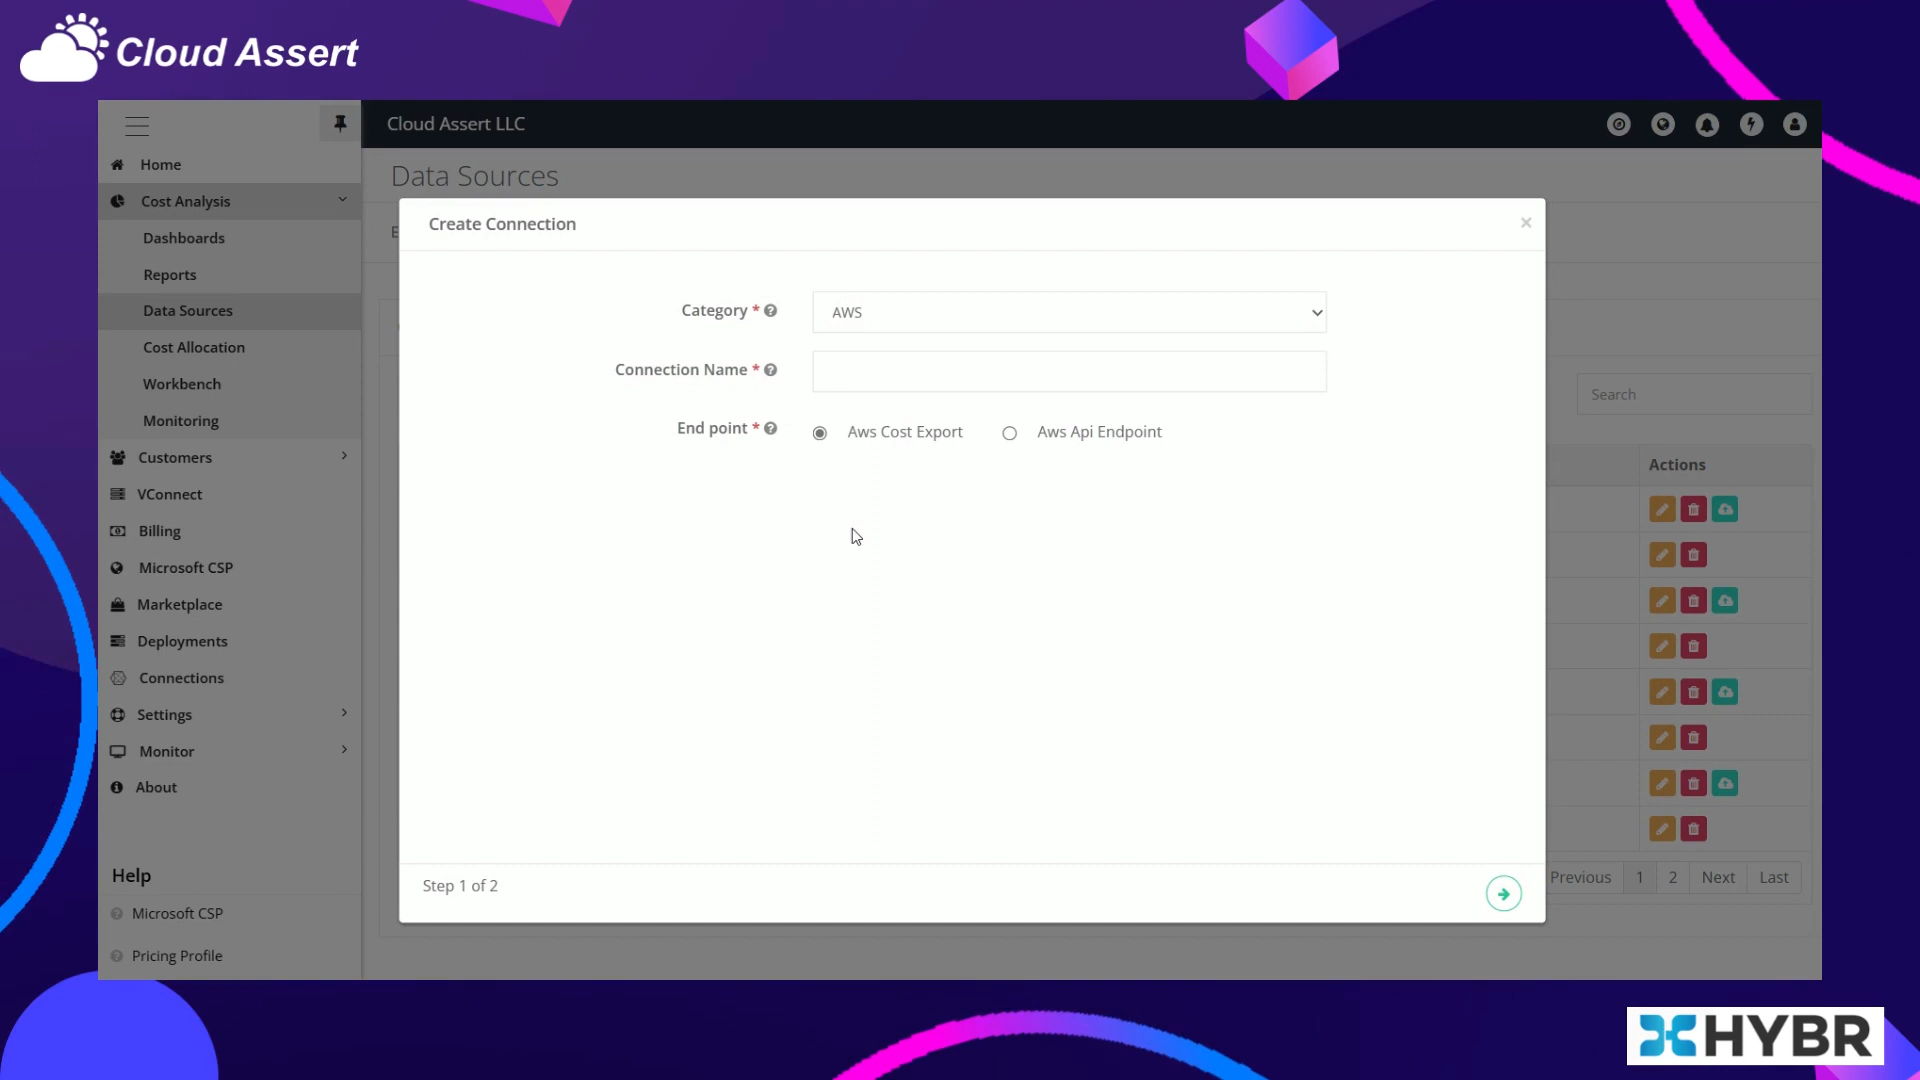 Cloud Assert
Cloud Assert LLC
Home
Cost Analysis
Dashboards
Reports
Data Sources
Cost Allocation
Workbench
Monitoring
Customers
VConnect
Billing
Microsoft CSP
Marketplace
Deployments
Connections
Settings
Monitor
About
Help
Microsoft CSP
Pricing Profile
Data Sources
Create Connection
×
Category *
AWS
Connection Name *
End point *
Aws Cost Export
Aws Api Endpoint
Step 1 of 2
Search
Actions
Previous
1
2
Next
Last
HYBR